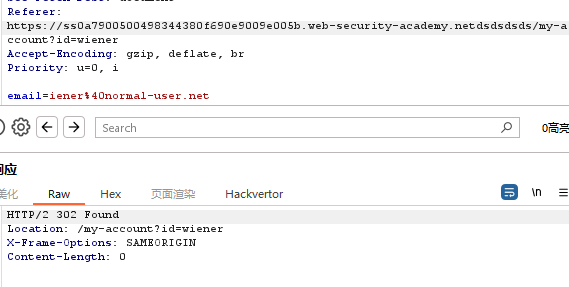 Referer:
https://ss0a7900500498344380f690e9009e005b.web-security-academy.netdsdsdsds/my-a
ccount?id=wiener
Accept-Encoding: gzip, deflate, br
Priority: u=0, i
email=iener%40normal-user.net
Search
0高亮
响应
美化
Raw
Hex
页面渲染
Hackvertor
\n
HTTP/2 302 Found
Location: /my-account?id=wiener
X-Frame-Options: SAMEORIGIN
Content-Length: 0